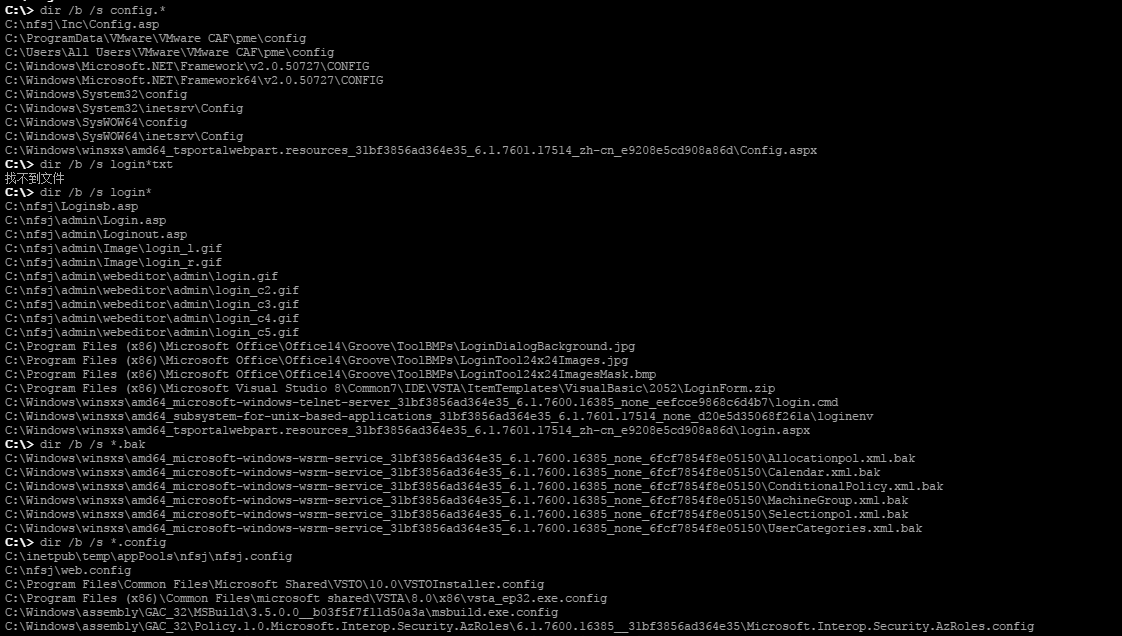 C:\> dir /b /s config.*
C:\nfsj\Inc\Config.asp
C:\ProgramData\VMware\VMware CAF\pme\config
C:\Users\All Users\VMware\VMware CAF\pme\config
C:\Windows\Microsoft.NET\Framework\v2.0.50727\CONFIG
C:\Windows\Microsoft.NET\Framework64\v2.0.50727\CONFIG
C:\Windows\System32\config
C:\Windows\System32\inetsrv\Config
C:\Windows\SysWOW64\config
C:\Windows\SysWOW64\inetsrv\Config
C:\Windows\winsxs\amd64_tsportalwebpart.resources_31bf3856ad364e35_6.1.7601.17514_zh-cn_e9208e5cd908a86d\Config.aspx
C:\> dir /b /s login*txt
找不到文件
C:\> dir /b /s login*
C:\nfsj\Loginsb.asp
C:\nfsj\admin\Login.asp
C:\nfsj\admin\Loginout.asp
C:\nfsj\admin\Image\login_l.gif
C:\nfsj\admin\Image\login_r.gif
C:\nfsj\admin\webeditor\admin\login.gif
C:\nfsj\admin\webeditor\admin\login_c2.gif
C:\nfsj\admin\webeditor\admin\login_c3.gif
C:\nfsj\admin\webeditor\admin\login_c4.gif
C:\nfsj\admin\webeditor\admin\login_c5.gif
C:\Program Files (x86)\Microsoft Office\Office14\Groove\ToolBMPs\LoginDialogBackground.jpg
C:\Program Files (x86)\Microsoft Office\Office14\Groove\ToolBMPs\LoginTool24x24Images.jpg
C:\Program Files (x86)\Microsoft Office\Office14\Groove\ToolBMPs\LoginTool24x24ImagesMask.bmp
C:\Program Files (x86)\Microsoft Visual Studio 8\Common7\IDE\VSTA\ItemTemplates\VisualBasic\2052\LoginForm.zip
C:\Windows\winsxs\amd64_microsoft-windows-telnet-server_31bf3856ad364e35_6.1.7600.16385_none_eefcce9868c6d4b7\login.cmd
C:\Windows\winsxs\amd64_subsystem-for-unix-based-applications_31bf3856ad364e35_6.1.7601.17514_none_d20e5d35068f261a\loginenv
C:\Windows\winsxs\amd64_tsportalwebpart.resources_31bf3856ad364e35_6.1.7601.17514_zh-cn_e9208e5cd908a86d\login.aspx
C:\> dir /b /s *.bak
C:\Windows\winsxs\amd64_microsoft-windows-wsrm-service_31bf3856ad364e35_6.1.7600.16385_none_6fcf7854f8e05150\Allocationpol.xml.bak
C:\Windows\winsxs\amd64_microsoft-windows-wsrm-service_31bf3856ad364e35_6.1.7600.16385_none_6fcf7854f8e05150\Calendar.xml.bak
C:\Windows\winsxs\amd64_microsoft-windows-wsrm-service_31bf3856ad364e35_6.1.7600.16385_none_6fcf7854f8e05150\ConditionalPolicy.xml.bak
C:\Windows\winsxs\amd64_microsoft-windows-wsrm-service_31bf3856ad364e35_6.1.7600.16385_none_6fcf7854f8e05150\MachineGroup.xml.bak
C:\Windows\winsxs\amd64_microsoft-windows-wsrm-service_31bf3856ad364e35_6.1.7600.16385_none_6fcf7854f8e05150\Selectionpol.xml.bak
C:\Windows\winsxs\amd64_microsoft-windows-wsrm-service_31bf3856ad364e35_6.1.7600.16385_none_6fcf7854f8e05150\UserCategories.xml.bak
C:\> dir /b /s *.config
C:\inetpub\temp\appPools\nfsj\nfsj.config
C:\nfsj\web.config
C:\Program Files\Common Files\Microsoft Shared\VSTO\10.0\VSTOInstaller.config
C:\Program Files (x86)\Common Files\microsoft shared\VSTA\8.0\x86\vsta_ep32.exe.config
C:\Windows\assembly\GAC_32\MSBuild\3.5.0.0__b03f5f7f11d50a3a\msbuild.exe.config
C:\Windows\assembly\GAC_32\Policy.1.0.Microsoft.Interop.Security.AzRoles\6.1.7600.16385__31bf3856ad364e35\Microsoft.Interop.Security.AzRoles.config